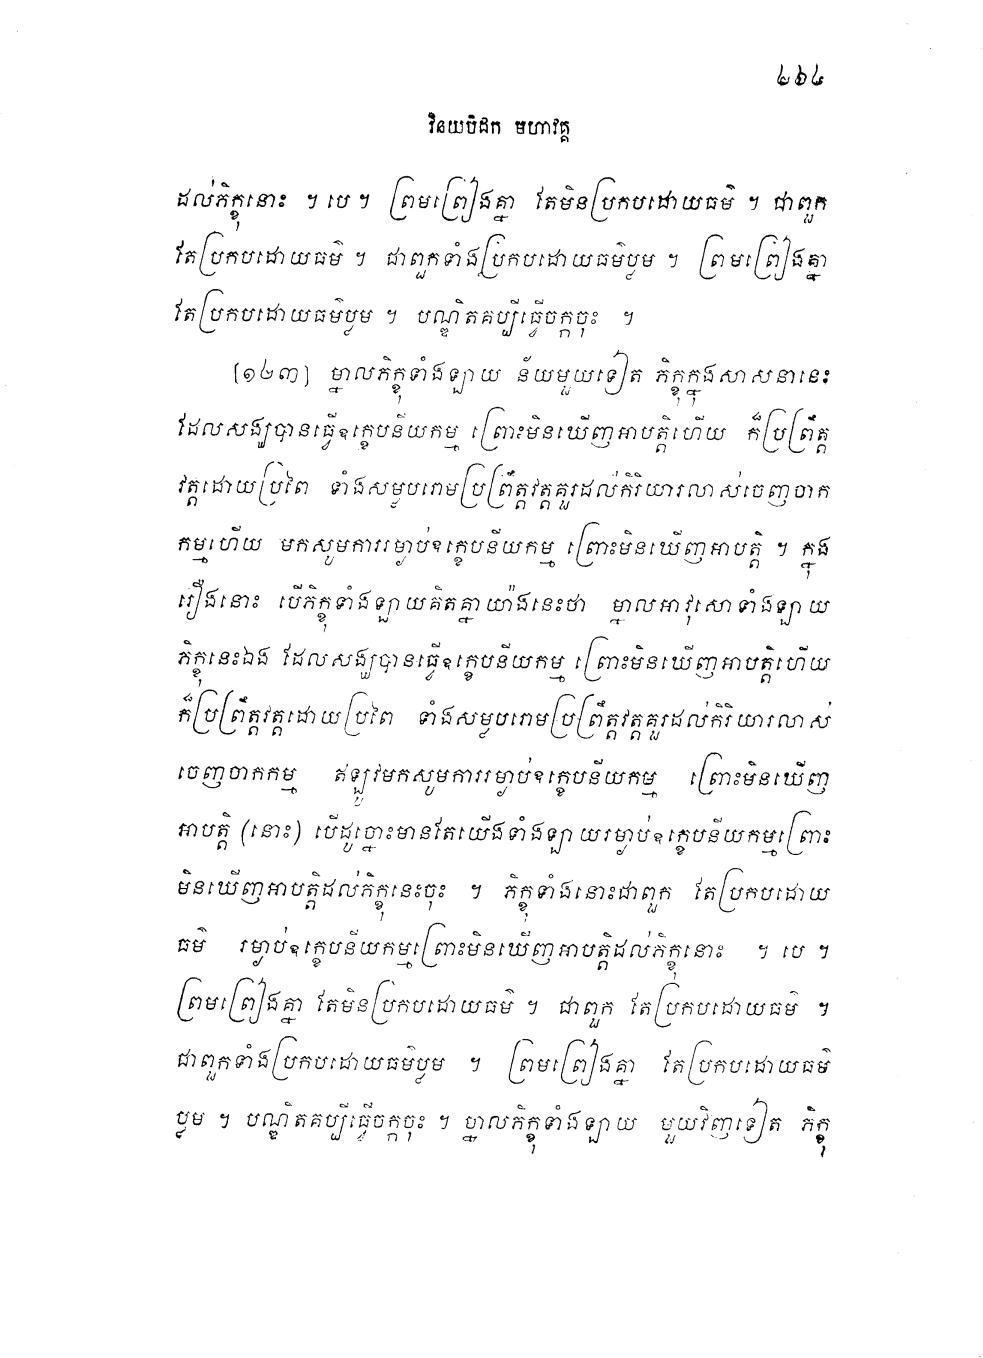 ៤៦៤
វិនយបិដក មហាវគ្គ
ដល់ភិក្ខុនោះ ។ បេ ។ ព្រមព្រៀងគ្នា តែមិនប្រកបដោយធម៌ ។ ជាពួក
តែប្រកបដោយធម៌ ។ ជាពួកទាំងប្រកបដោយធម៌ប្លម ។ ព្រមព្រៀងគ្នា
តែប្រកបដោយធម៌ប្លម ។ បណ្ឌិតគប្បីធ្វើចក្កចុះ ។
[១៤៣] ម្នាលភិក្ខុទាំងឡាយ ន័យមួយទៀត ភិក្ខុក្នុងសាសនានេះ
ដែលសង្ឃបានធ្វើឧក្ខេបនីយកម្ម ព្រោះមិនឃើញអាបត្តិហើយ ក៏ប្រព្រឹត្ត
វត្តដោយប្រពៃ ទាំងសម្លបរោមប្រព្រឹត្តវត្តគួរដល់កិរិយារលាស់ចេញចាក
កម្មហើយ មកសូមការរម្ងាប់ឧក្ខេបនីយកម្ម ព្រោះមិនឃើញអាបត្តិ ។ ក្នុង
រឿងនោះ បើភិក្ខុទាំងឡាយគិតគ្នាយ៉ាងនេះថា ម្នាលអាវុសោទាំងឡាយ
ភិក្ខុនេះឯង ដែលសង្ឃបានធ្វើឧក្ខេបនីយកម្ម ព្រោះមិនឃើញអាបត្តិហើយ
ក៏ប្រព្រឹត្តវត្តដោយប្រពៃ ទាំងសម្លបរោមប្រព្រឹត្តវត្តគួរដល់កិរិយារលាស់
ចេញចាកកម្ម ឥឡូវមកសូមការរម្ងាប់ឧក្ខេបនីយកម្ម ព្រោះមិនឃើញ
អាបត្តិ (នោះ) បើដូច្នោះមានតែយើងទាំងឡាយរម្ងាប់ឧក្ខេបនីយកម្មព្រោះ
មិនឃើញអាបត្តិដល់ភិក្ខុនេះចុះ ។ ភិក្ខុទាំងនោះជាពួក តែប្រកបដោយ
ធម៌ រម្ងាប់ឧក្ខេបនីយកម្មព្រោះមិនឃើញអាបត្តិដល់ភិក្ខុនោះ ។ បេ ។
ព្រមព្រៀងគ្នា តែមិនប្រកបដោយធម៌ ។ ជាពួក តែប្រកបដោយធម៌ ។
ជាពួកទាំងប្រកបដោយធម៌ប្លម ។ ព្រមព្រៀងគ្នា តែប្រកបដោយធម៌
ប្លម ។ បណ្ឌិតគប្បីធ្វើចក្កចុះ ។ ម្នាលភិក្ខុទាំងឡាយ មួយវិញទៀត ភិក្ខុ